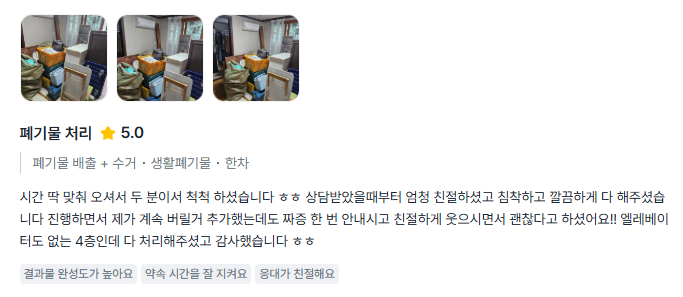 폐기물 처리 ★ 5.0
폐기물 배출 + 수거 · 생활폐기물 · 한차
시간 딱 맞춰 오셔서 두 분이서 척척 하셨습니다 ㅎㅎ 상담받았을때부터 엄청 친절하셨고 침착하고 깔끔하게 다 해주셨습
니다 진행하면서 제가 계속 버릴거 추가했는데도 짜증 한 번 안내시고 친절하게 웃으시면서 괜찮다고 하셨어요!! 엘레베이
터도 없는 4층인데 다 처리해주셨고 감사했습니다 ㅎㅎ
결과물 완성도가 높아요 약속 시간을 잘 지켜요 응대가 친절해요